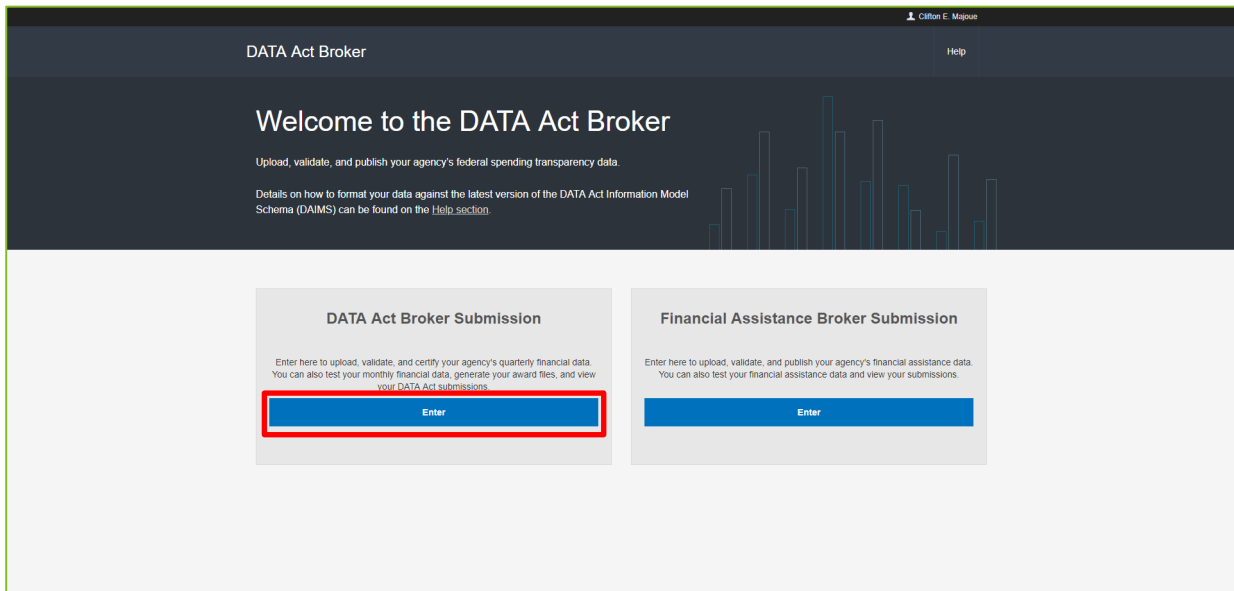 Clifton E. Majoue
DATA Act Broker
Help
Welcome to the DATA Act Broker
Upload, validate, and publish your agency's federal spending transparency data.
Details on how to format your data against the latest version of the DATA Act Information Model
Schema (DAIMS) can be found on the Help section.
DATA Act Broker Submission
Enter here to upload, validate, and certify your agency's quarterly financial data.
You can also test your monthly financial data, generate your award files, and view
your DATA Act submissions.
Enter
Financial Assistance Broker Submission
Enter here to upload, validate, and publish your agency's financial assistance data.
You can also test your financial assistance data and view your submissions.
Enter